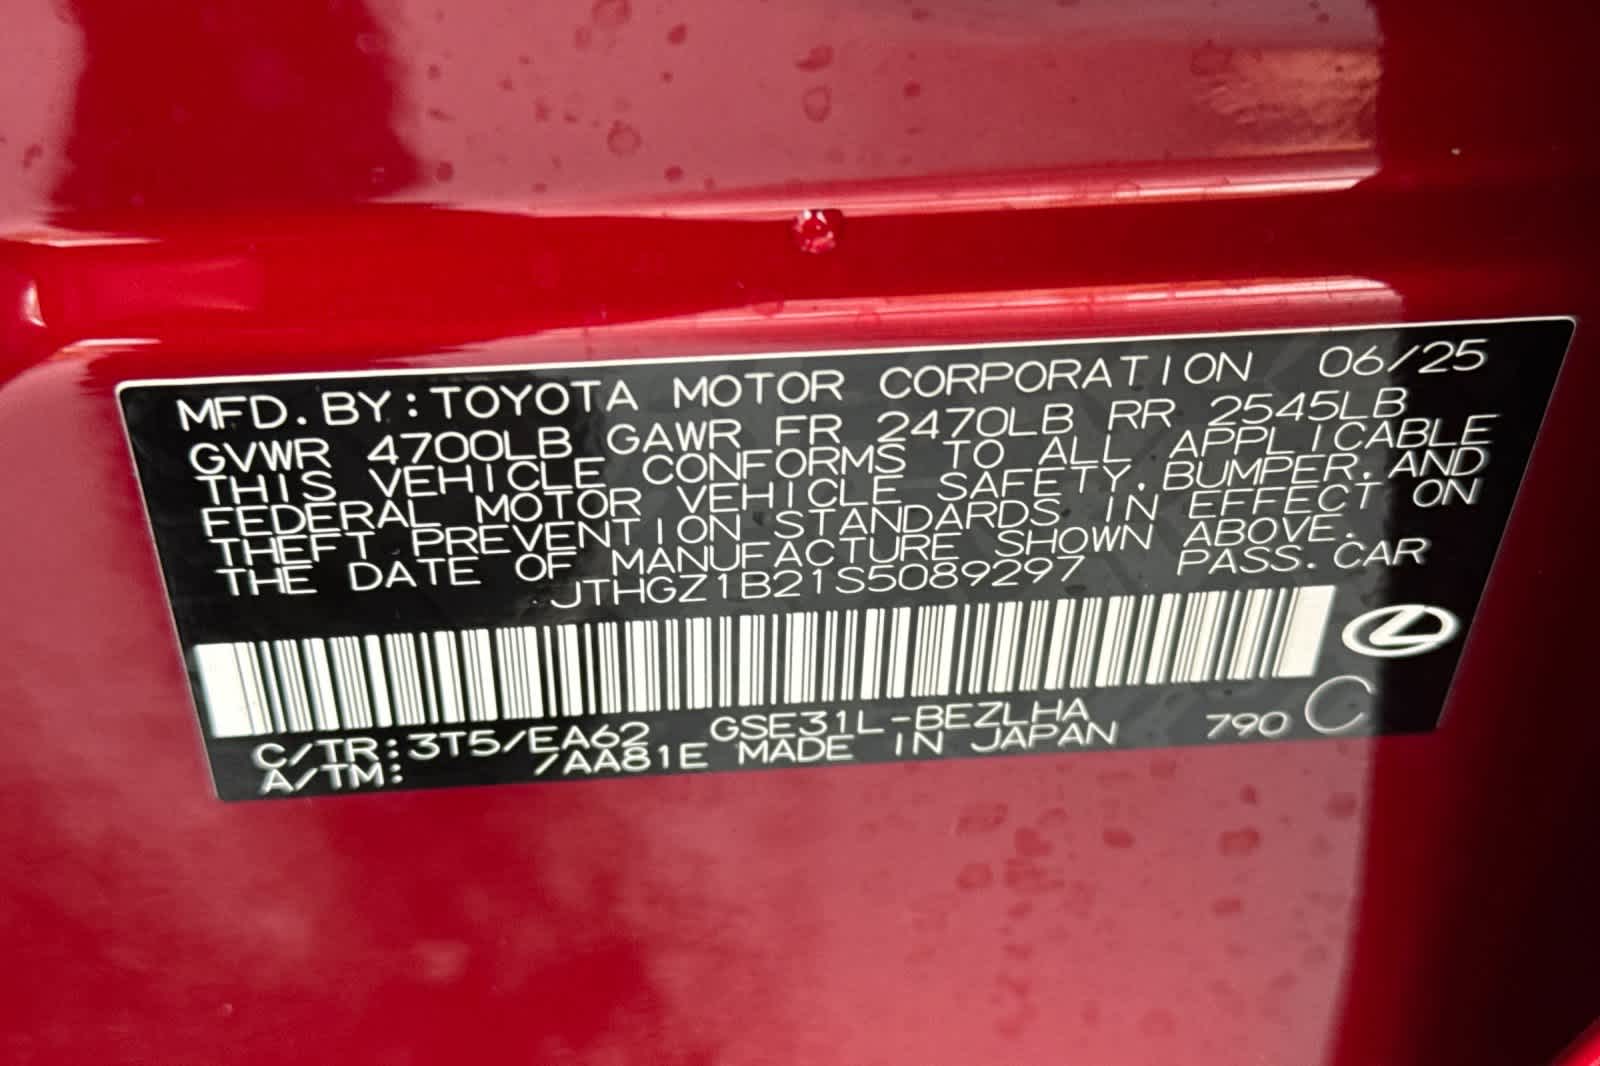 MFD. BY: TOYOTA MOTOR CORPORATION 06/25
GVWR 4700LB GAWR FR 2470LB RR 2545LB
THIS VEHICLE CONFORMS TO ALL APPLICABLE
FEDERAL MOTOR VEHICLE SAFETY, BUMPER, AND
THEFT PREVENTION STANDARDS IN EFFECT ON
THE DATE OF MANUFACTURE SHOWN ABOVE.
JTHGZ1B21S5089297 PASS. CAR
C/TR: 3T5/EA62 GSE31L-BEZLHA
A/TM: /AA81E MADE IN JAPAN 790 C